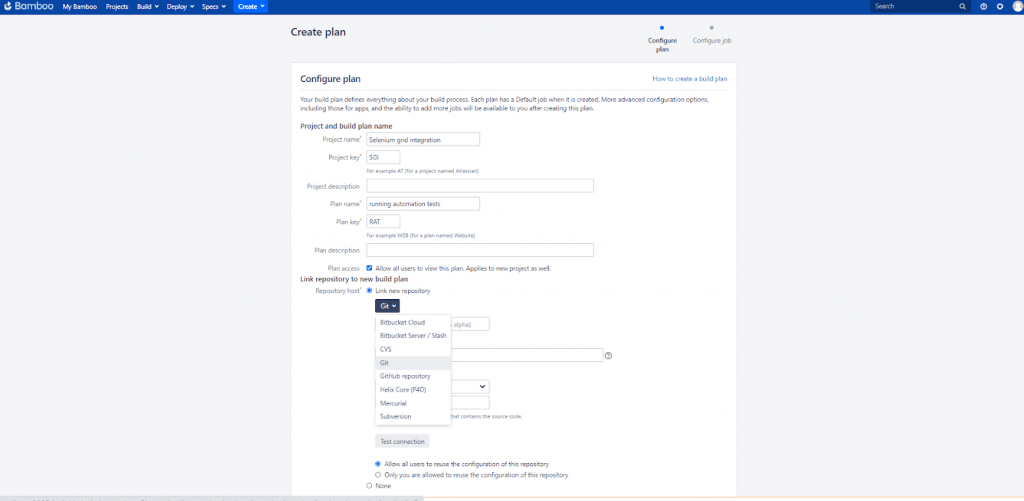 Bamboo My Bamboo Projects Build Deploy Specs Create Search
Create plan
Configure plan
Configure job
Configure plan
How to create a build plan
Your build plan defines everything about your build process. Each plan has a Default job when it is created. More advanced configuration options,
including those for apps, and the ability to add more jobs will be available to you after creating this plan.
Project and build plan name
Project name* Selenium grid integration
Project key* SGI
For example AT (for a project named Atlassian)
Project description
Plan name* running automation tests
Plan key* RAT
For example WEB (for a plan named Website)
Plan description
Plan access Allow all users to view this plan. Applies to new project as well.
Link repository to new build plan
Repository host* Link new repository
Git
Bitbucket Cloud
alpha)
Bitbucket Server / Stash
CVS
Git
GitHub repository
Helix Core (P4D)
Mercurial
Subversion
that contains the source code.
Test connection
Allow all users to reuse the configuration of this repository
Only you are allowed to reuse the configuration of this repository
None